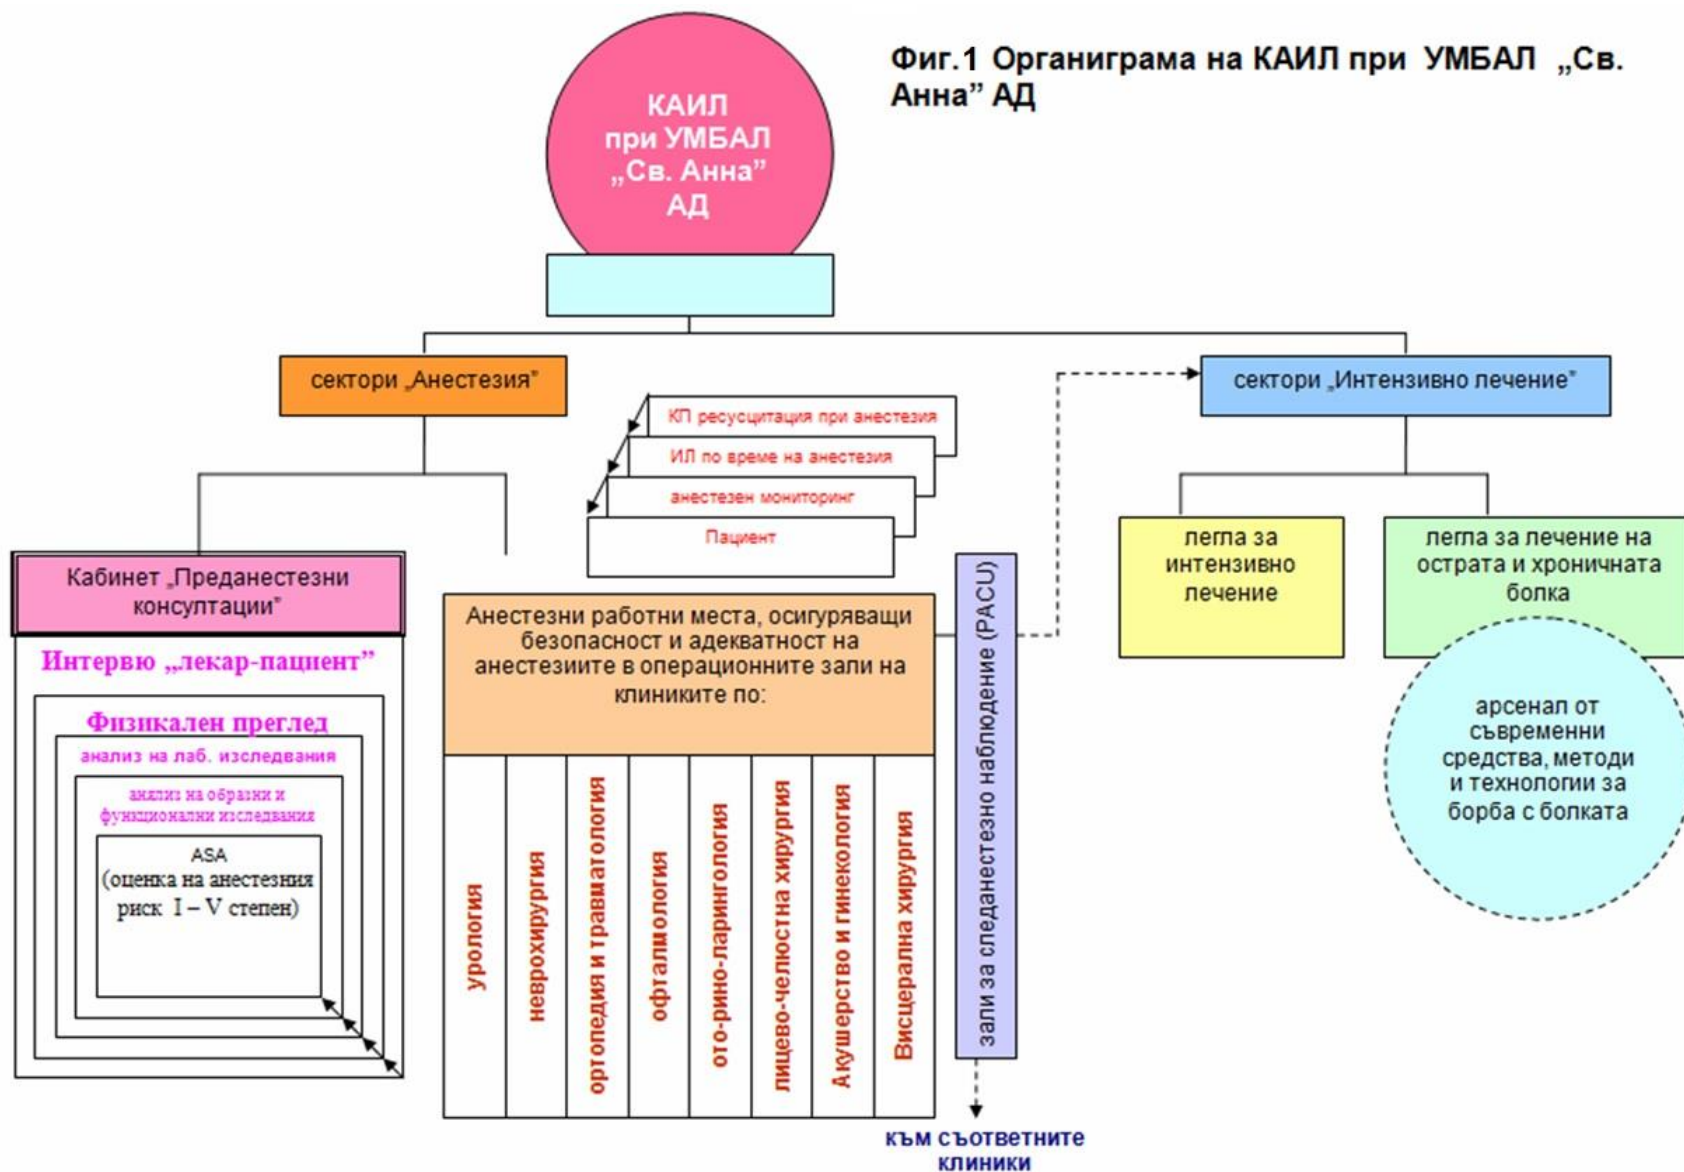 Фиг.1 Органиграма на КАИЛ при УМБАЛ „Св.
Анна” АД
КАИЛ
при УМБАЛ
„Св. Анна”
АД
сектори „Анестезия”
сектори „Интензивно лечение”
КП ресусцитация при анестезия
ИЛ по време на анестезия
анестезен мониторинг
Пациент
Кабинет „Преданестезни
консултации”
Интервю „лекар-пациент”
Физикален преглед
анализ на лаб. изследвания
анялиз на образни и
функционални изследвания
ASA
(оценка на анестезния
риск I – V степен)
Анестезни работни места, осигуряващи
безопасност и адекватност на
анестезиите в операционните зали на
клиниките по:
урология
неврохирургия
ортопедия и травматология
офталмология
ото-рино-ларингология
лицево-челюстна хирургия
Акушерство и гинекология
Висцерална хирургия
зали за следанестезно наблюдение (PACU)
към съответните
клиники
легла за
интензивно
лечение
легла за лечение на
острата и хроничната
болка
арсенал от
съвременни
средства, методи
и технологии за
борба с болката